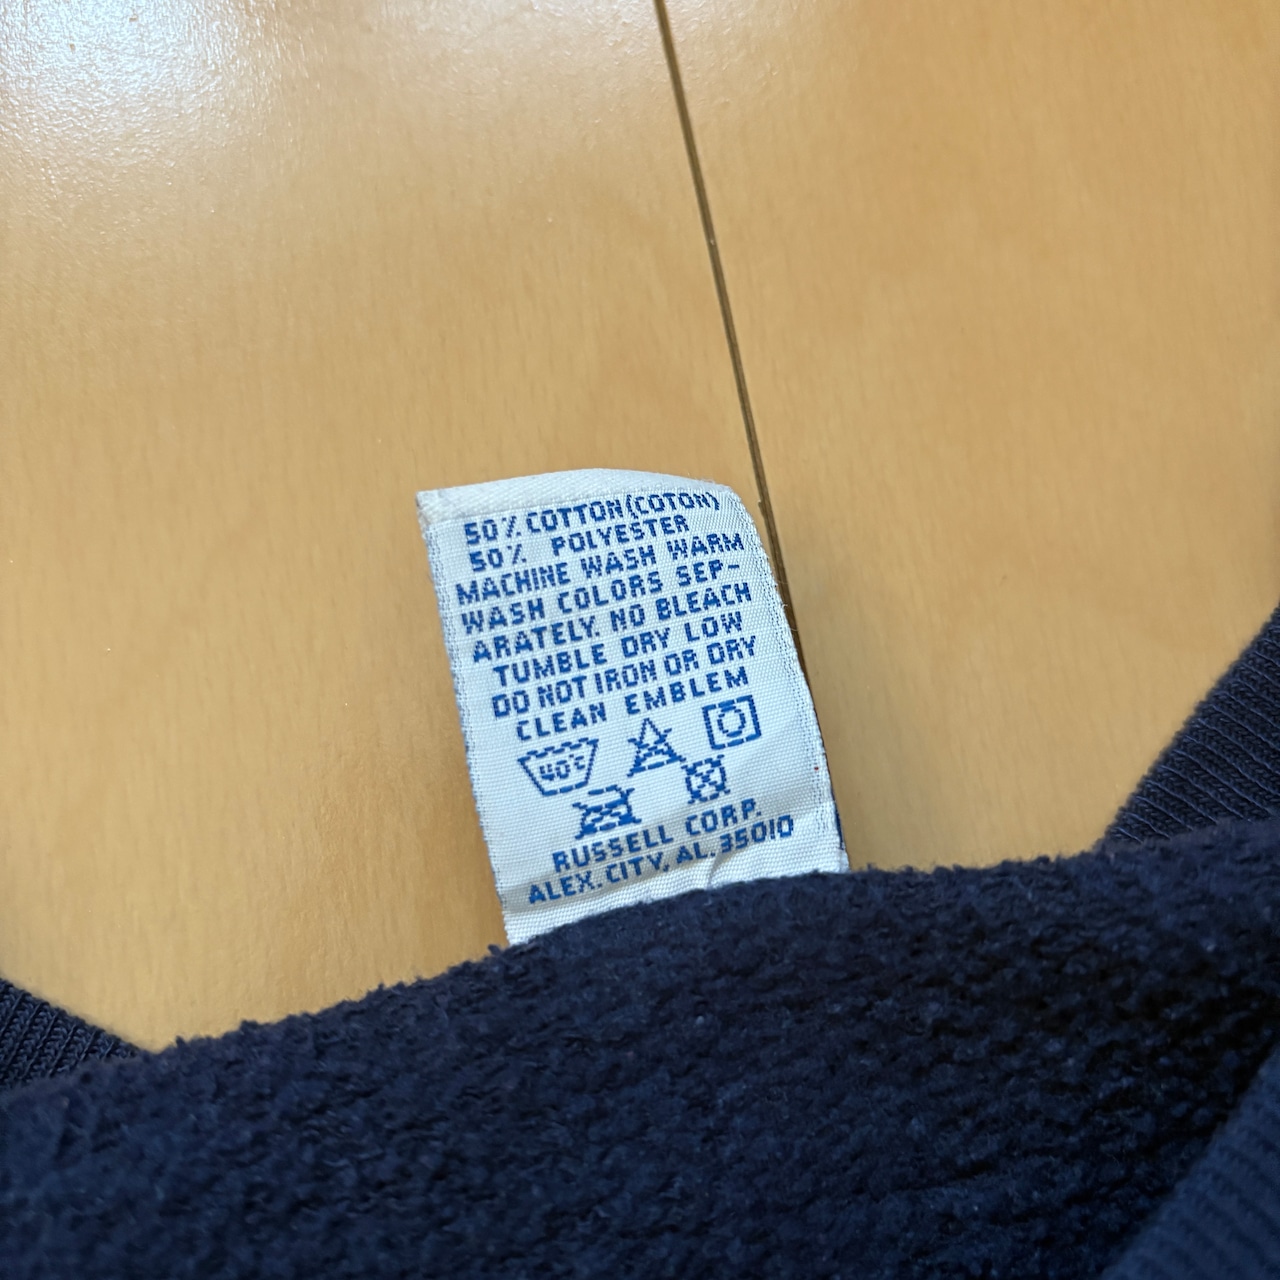 50% COTTON(COTON)
50% POLYESTER
MACHINE WASH WARM
WASH COLORS SEP-
ARATELY. NO BLEACH
TUMBLE DRY LOW
DO NOT IRON OR DRY
CLEAN EMBLEM
40°C
RUSSELL CORP.
ALEX. CITY, AL. 35010